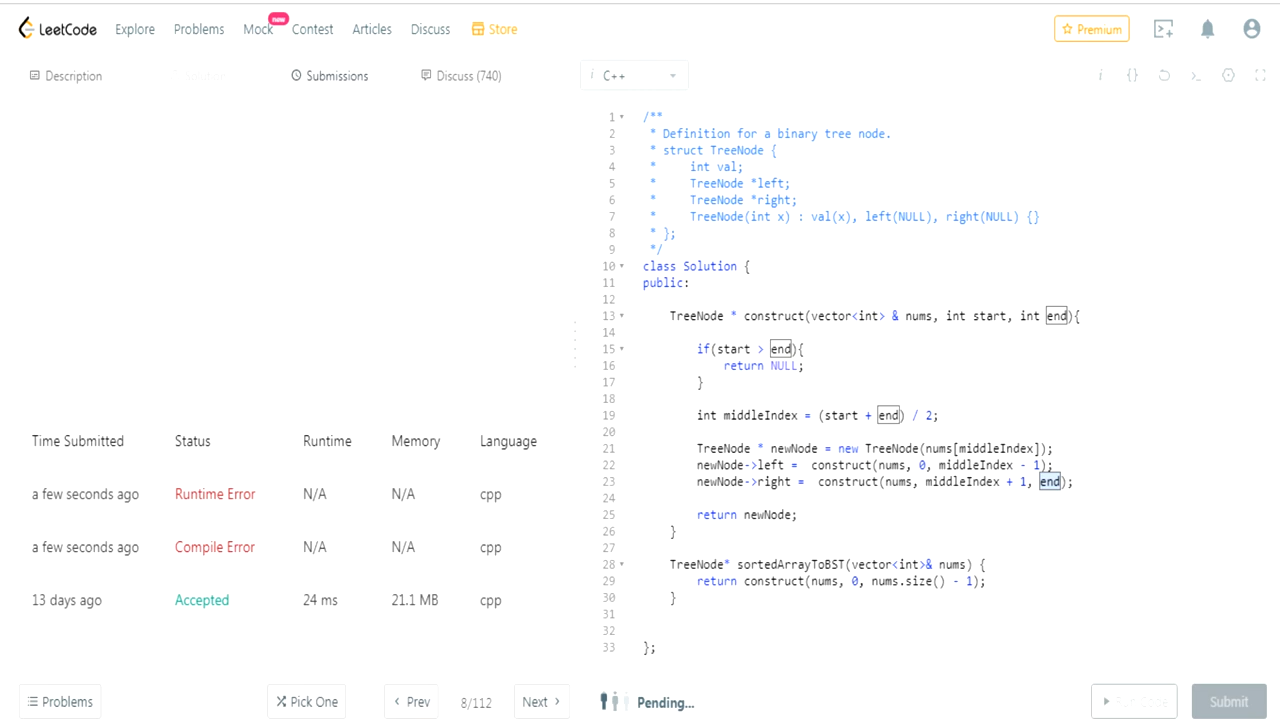 LeetCode Explore Problems Mock new Contest Articles Discuss Store Premium
Description Submissions Discuss (740) i C++
1 /**
2 * Definition for a binary tree node.
3 * struct TreeNode {
4 * int val;
5 * TreeNode *left;
6 * TreeNode *right;
7 * TreeNode(int x) : val(x), left(NULL), right(NULL) {}
8 * };
9 */
10 class Solution {
11 public:
12
13 TreeNode * construct(vector<int> & nums, int start, int end){
14
15 if(start > end){
16 return NULL;
17 }
18
19 int middleIndex = (start + end) / 2;
20
21 TreeNode * newNode = new TreeNode(nums[middleIndex]);
22 newNode->left = construct(nums, 0, middleIndex - 1);
23 newNode->right = construct(nums, middleIndex + 1, end);
24
25 return newNode;
26 }
27
28 TreeNode* sortedArrayToBST(vector<int>& nums) {
29 return construct(nums, 0, nums.size() - 1);
30 }
31
32
33 };
Time Submitted Status Runtime Memory Language
a few seconds ago Runtime Error N/A N/A cpp
a few seconds ago Compile Error N/A N/A cpp
13 days ago Accepted 24 ms 21.1 MB cpp
Problems Pick One Prev 8/112 Next Pending... Submit